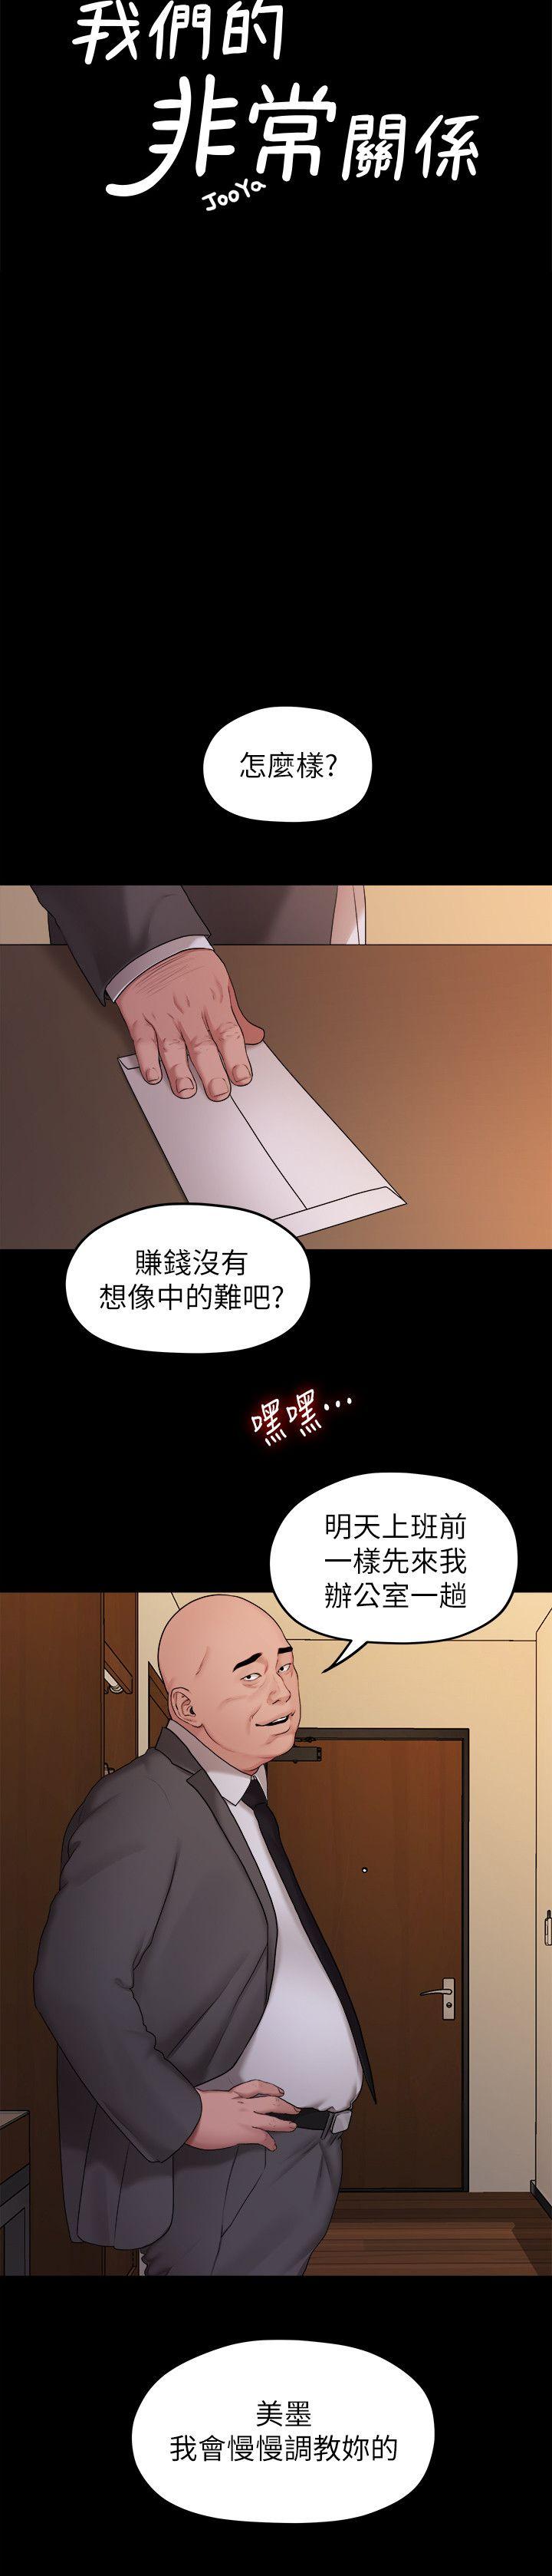 我們的
非常關係
JooYa
怎麼樣?
賺錢沒有
想像中的難吧?
嘿嘿…
明天上班前
一樣先來我
辦公室一趟
美墨
我會慢慢調教妳的